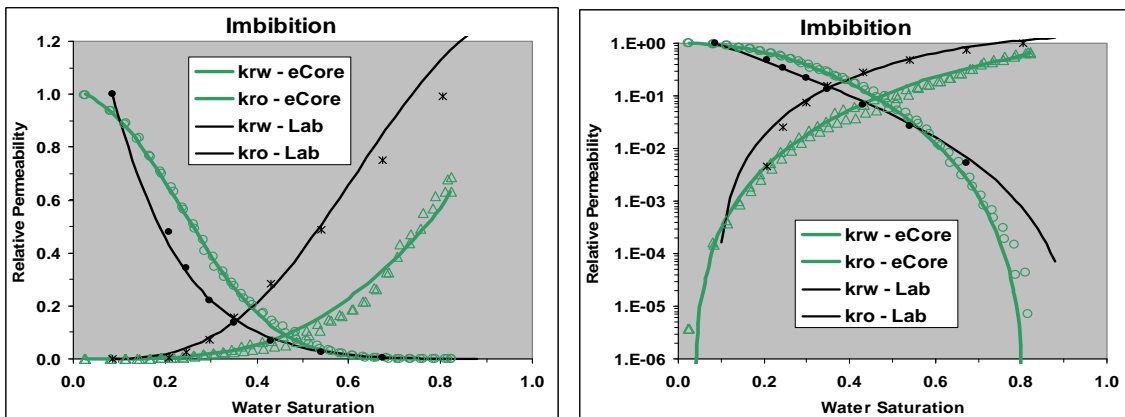 Imbibition
1.2
1.0
0.8
0.6
0.4
0.2
0.0
Relative Permeability
krw - eCore
kro - eCore
krw - Lab
kro - Lab
0.0 0.2 0.4 0.6 0.8 1.0
Water Saturation
Imbibition
1.E+00
1.E-01
1.E-02
1.E-03
1.E-04
1.E-05
1.E-06
Relative Permeability
krw - eCore
kro - eCore
krw - Lab
kro - Lab
0.0 0.2 0.4 0.6 0.8 1.0
Water Saturation